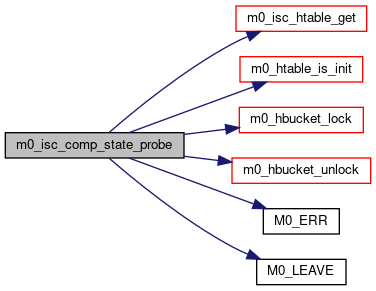 m0_isc_htable_get
m0_htable_is_init
m0_hbucket_lock
m0_isc_comp_state_probe
m0_hbucket_unlock
M0_ERR
M0_LEAVE